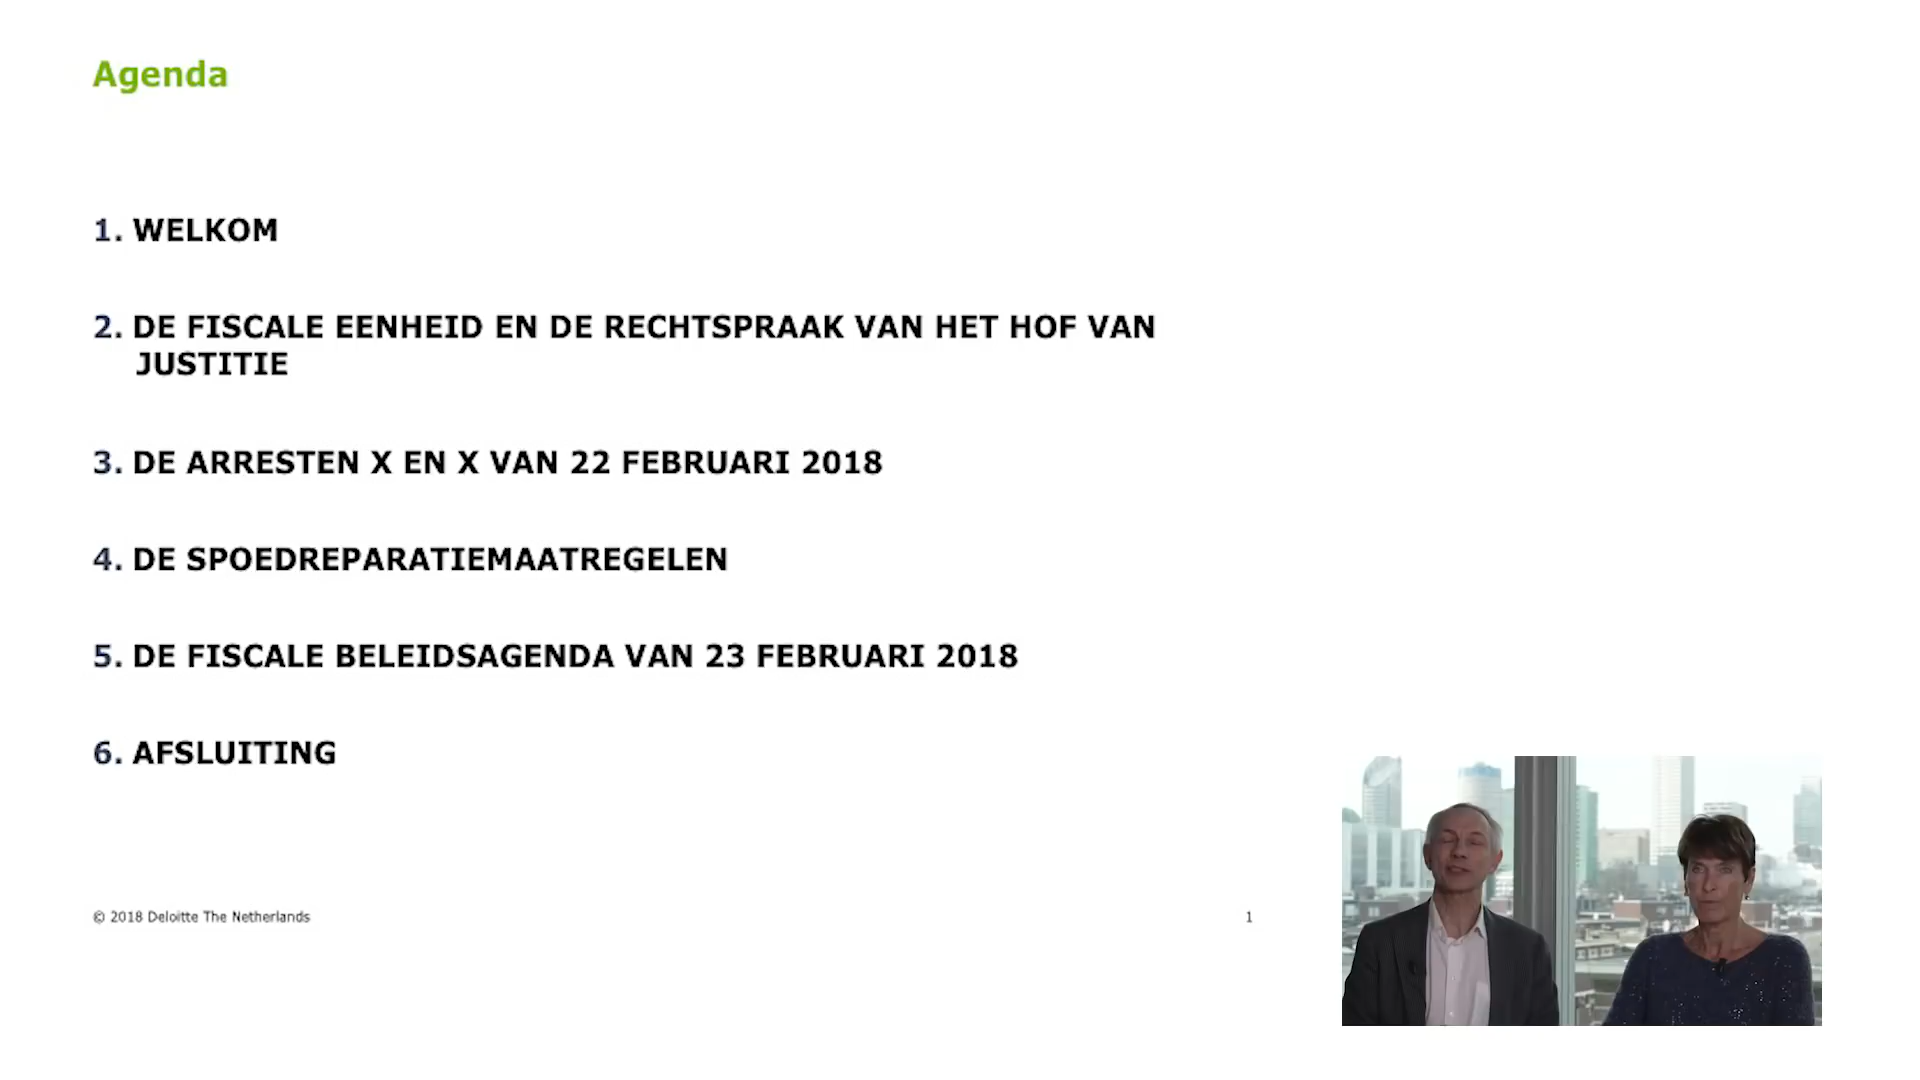 Agenda
1. WELKOM
2. DE FISCALE EENHEID EN DE RECHTSPRAAK VAN HET HOF VAN
JUSTITIE
3. DE ARRESTEN X EN X VAN 22 FEBRUARI 2018
4. DE SPOEDREPARATIEMAATREGELEN
5. DE FISCALE BELEIDSAGENDA VAN 23 FEBRUARI 2018
6. AFSLUITING
© 2018 Deloitte The Netherlands
1